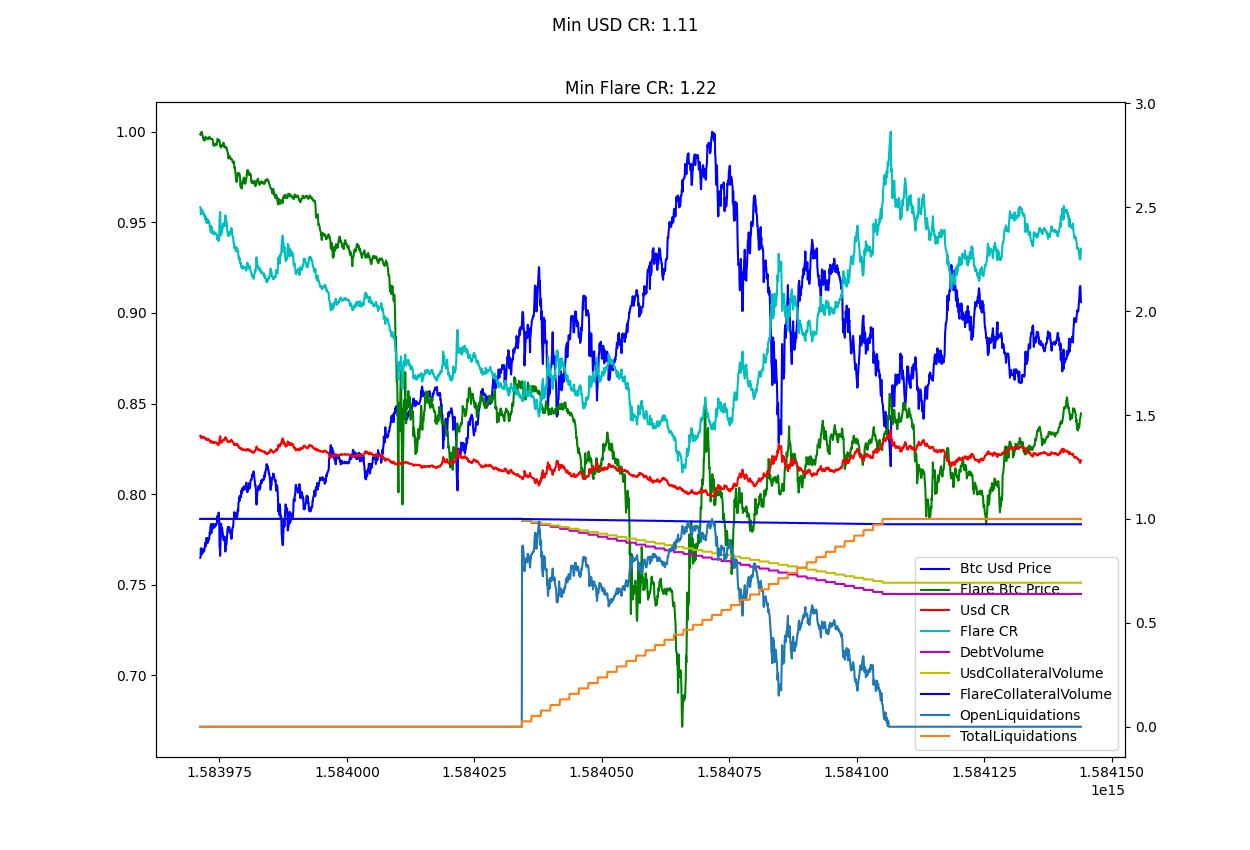 Min USD CR: 1.11
Min Flare CR: 1.22
1.00
0.95
0.90
0.85
0.80
0.75
0.70
3.0
2.5
2.0
1.5
1.0
0.5
0.0
Btc Usd Price
Flare Btc Price
Usd CR
Flare CR
DebtVolume
UsdCollateralVolume
FlareCollateralVolume
OpenLiquidations
TotalLiquidations
1.583975 1.584000 1.584025 1.584050 1.584075 1.584100 1.584125 1.584150
1e15